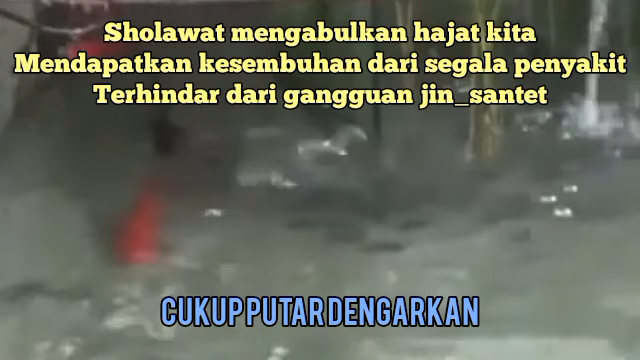 Sholawat mengabulkan hajat kita
Mendapatkan kesembuhan dari segala penyakit
Terhindar dari gangguan jin_santet
CUKUP PUTAR DENGARKAN